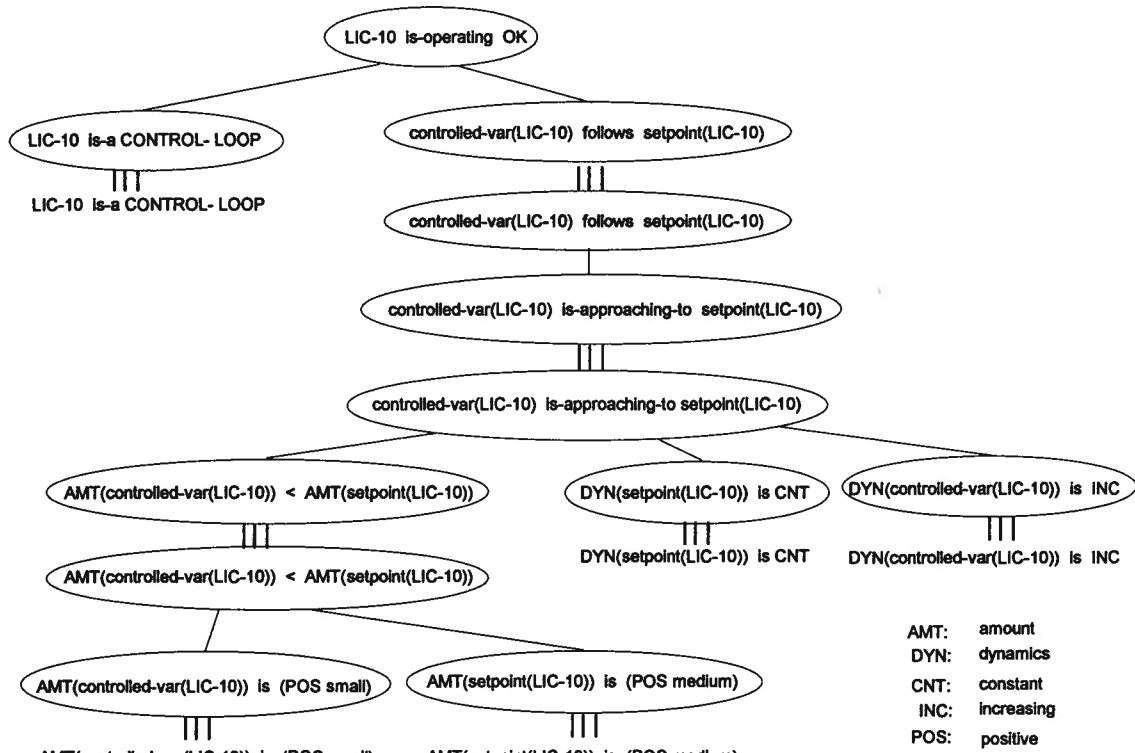 LIC-10 is-operating OK
LIC-10 is-a CONTROL- LOOP
controlled-var(LIC-10) follows setpoint(LIC-10)
LIC-10 is-a CONTROL- LOOP
controlled-var(LIC-10) follows setpoint(LIC-10)
controlled-var(LIC-10) is-approaching-to setpoint(LIC-10)
controlled-var(LIC-10) is-approaching-to setpoint(LIC-10)
AMT(controlled-var(LIC-10)) < AMT(setpoint(LIC-10))
DYN(setpoint(LIC-10)) is CNT
DYN(controlled-var(LIC-10)) is INC
DYN(setpoint(LIC-10)) is CNT
DYN(controlled-var(LIC-10)) is INC
AMT(controlled-var(LIC-10)) < AMT(setpoint(LIC-10))
AMT(controlled-var(LIC-10)) is (POS small)
AMT(setpoint(LIC-10)) is (POS medium)
AMT: amount
DYN: dynamics
CNT: constant
INC: increasing
POS: positive